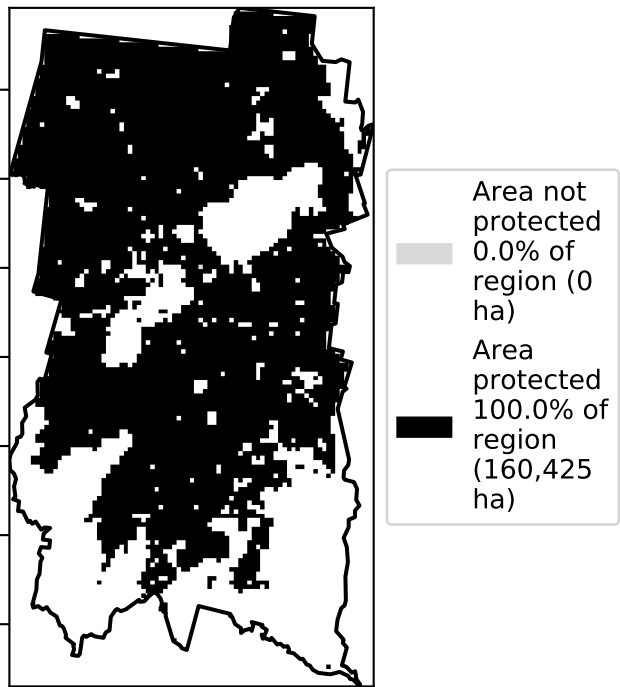 Area not
protected
0.0% of
region (0
ha)
Area
protected
100.0% of
region
(160,425
ha)